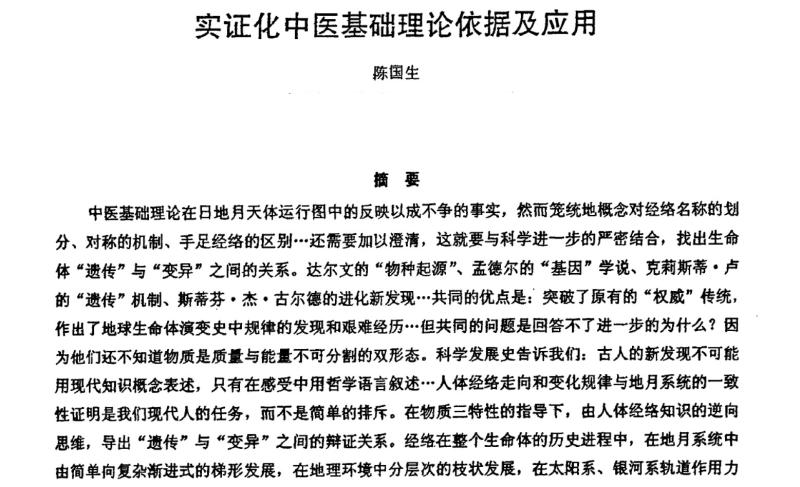 实证化中医基础理论依据及应用
陈国生
摘 要
中医基础理论在日地月天体运行图中的反映以成不争的事实，然而笼统地概念对经络名称的划
分、对称的机制、手足经络的区别…还需要加以澄清，这就要与科学进一步的严密结合，找出生命
体“遗传”与“变异”之间的关系。达尔文的“物种起源”、孟德尔的“基因”学说、克莉斯蒂·卢
的“遗传”机制、斯蒂芬·杰·古尔德的进化新发现…共同的优点是：突破了原有的“权威”传统，
作出了地球生命体演变史中规律的发现和艰难经历…但共同的问题是回答不了进一步的为什么？因
为他们还不知道物质是质量与能量不可分割的双形态。科学发展史告诉我们：古人的新发现不可能
用现代知识概念表述，只有在感受中用哲学语言叙述…人体经络走向和变化规律与地月系统的一致
性证明是我们现代人的任务，而不是简单的排斥。在物质三特性的指导下，由人体经络知识的逆向
思维，导出“遗传”与“变异”之间的辩证关系。经络在整个生命体的历史进程中，在地月系统中
由简单向复杂渐进式的梯形发展，在地理环境中分层次的枝状发展，在太阳系、银河系轨道作用力